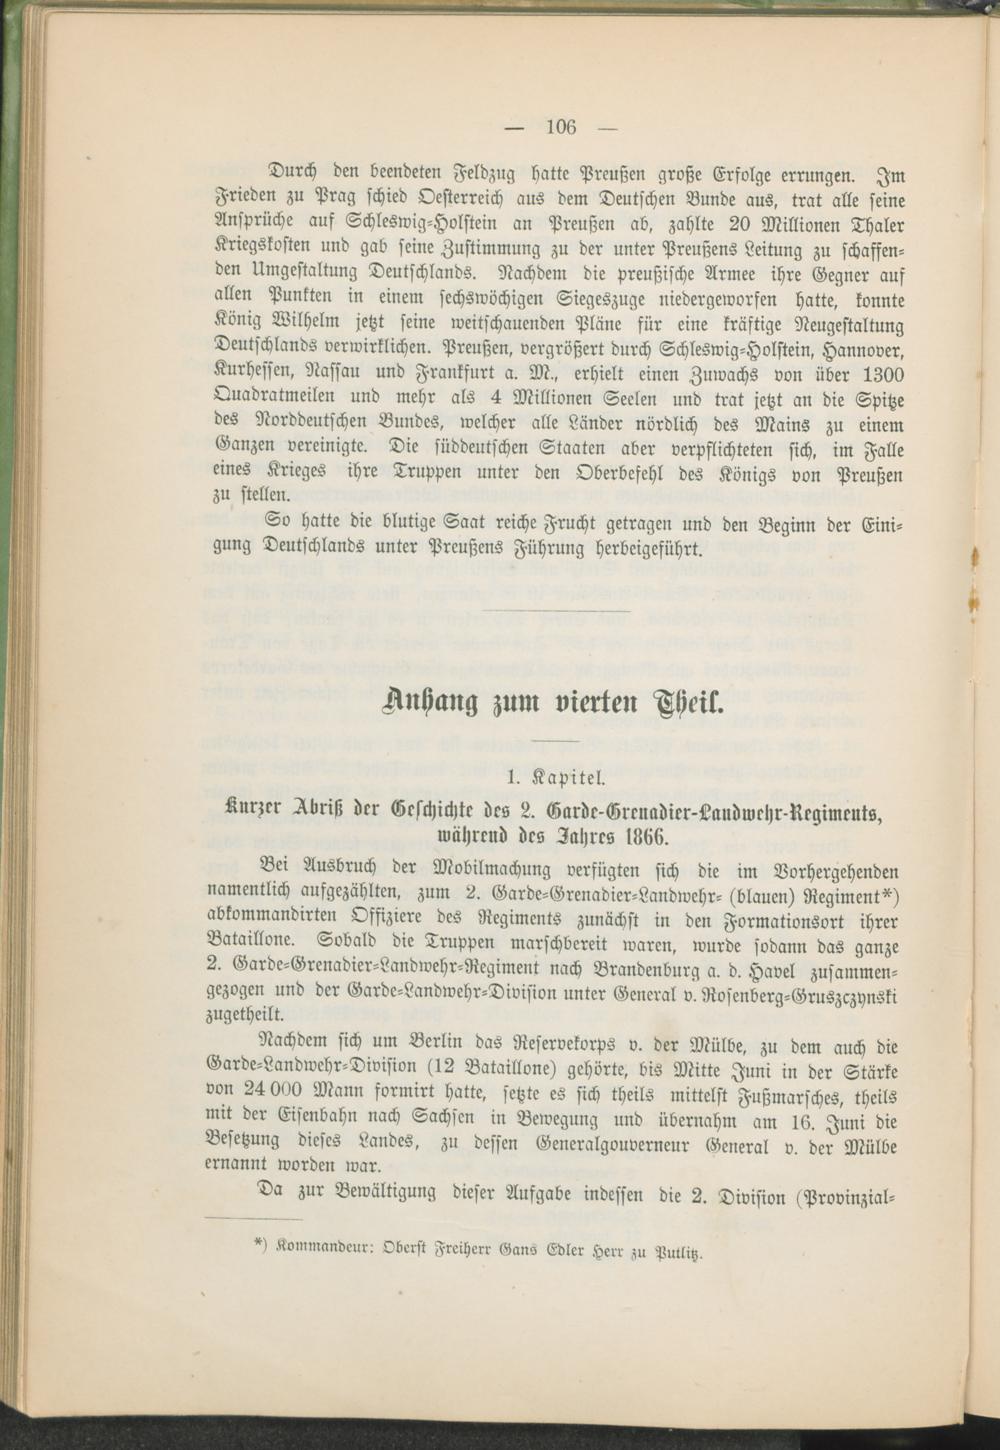 — 106 —
Durch den beendeten Feldzug hatte Preußen große Erfolge errungen. Im
Frieden zu Prag schied Oesterreich aus dem Deutschen Bunde aus, trat alle seine
Ansprüche auf Schleswig-Holstein an Preußen ab, zahlte 20 Millionen Thaler
Kriegskosten und gab seine Zustimmung zu der unter Preußens Leitung zu schaffen-
den Umgestaltung Deutschlands. Nachdem die preußische Armee ihre Gegner auf
allen Punkten in einem sechswöchigen Siegeszuge niedergeworfen hatte, konnte
König Wilhelm jetzt seine weitschauenden Pläne für eine kräftige Neugestaltung
Deutschlands verwirklichen. Preußen, vergrößert durch Schleswig-Holstein, Hannover,
Kurhessen, Nassau und Frankfurt a. M., erhielt einen Zuwachs von über 1300
Quadratmeilen und mehr als 4 Millionen Seelen und trat jetzt an die Spitze
des Norddeutschen Bundes, welcher alle Länder nördlich des Mains zu einem
Ganzen vereinigte. Die süddeutschen Staaten aber verpflichteten sich, im Falle
eines Krieges ihre Truppen unter den Oberbefehl des Königs von Preußen
zu stellen.
So hatte die blutige Saat reiche Frucht getragen und den Beginn der Eini-
gung Deutschlands unter Preußens Führung herbeigeführt.
Anhang zum vierten Theil.
1. Kapitel.
Kurzer Abriß der Geschichte des 2. Garde-Grenadier-Landwehr-Regiments,
während des Jahres 1866.
Bei Ausbruch der Mobilmachung verfügten sich die im Vorhergehenden
namentlich aufgezählten, zum 2. Garde-Grenadier-Landwehr- (blauen) Regiment*)
abkommandirten Offiziere des Regiments zunächst in den Formationsort ihrer
Bataillone. Sobald die Truppen marschbereit waren, wurde sodann das ganze
2. Garde-Grenadier-Landwehr-Regiment nach Brandenburg a. d. Havel zusammen-
gezogen und der Garde-Landwehr-Division unter General v. Rosenberg-Gruszczynski
zugetheilt.
Nachdem sich um Berlin das Reservekorps v. der Mülbe, zu dem auch die
Garde-Landwehr-Division (12 Bataillone) gehörte, bis Mitte Juni in der Stärke
von 24 000 Mann formirt hatte, setzte es sich theils mittelst Fußmarsches, theils
mit der Eisenbahn nach Sachsen in Bewegung und übernahm am 16. Juni die
Besetzung dieses Landes, zu dessen Generalgouverneur General v. der Mülbe
ernannt worden war.
Da zur Bewältigung dieser Aufgabe indessen die 2. Division (Provinzial-
*) Kommandeur: Oberst Freiherr Gans Edler Herr zu Putlitz.